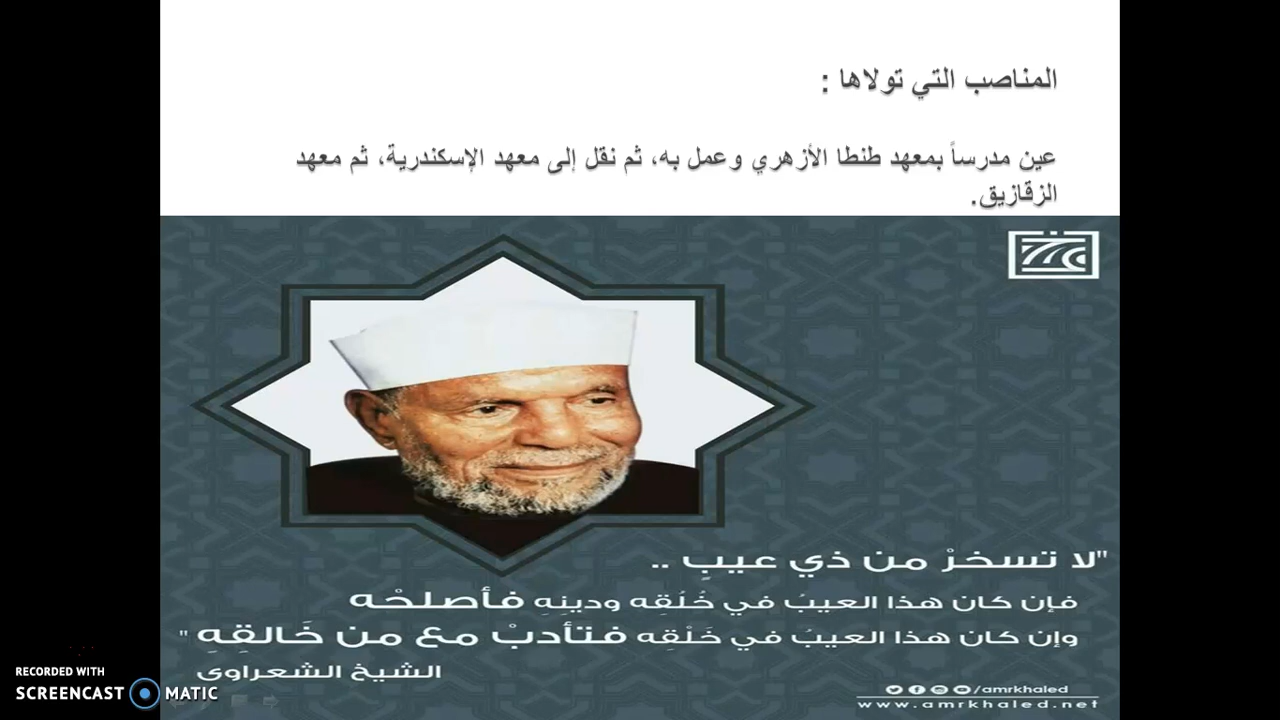 المناصب التي تولاها :
عين مدرساً بمعهد طنطا الأزهري وعمل به، ثم نقل إلى معهد الإسكندرية، ثم معهد
الزقازيق.
"لا تسخرْ من ذي عيبٍ ..
فإن كان هذا العيبُ في خُلُقِه ودينِهِ فأصلحْه
وإن كان هذا العيبُ في خَلْقِه فتأدبْ مع من خَالقِهِ "
الشيخ الشعراوى
/amrkhaled
www.amrkhaled.net
RECORDED WITH
SCREENCAST MATIC